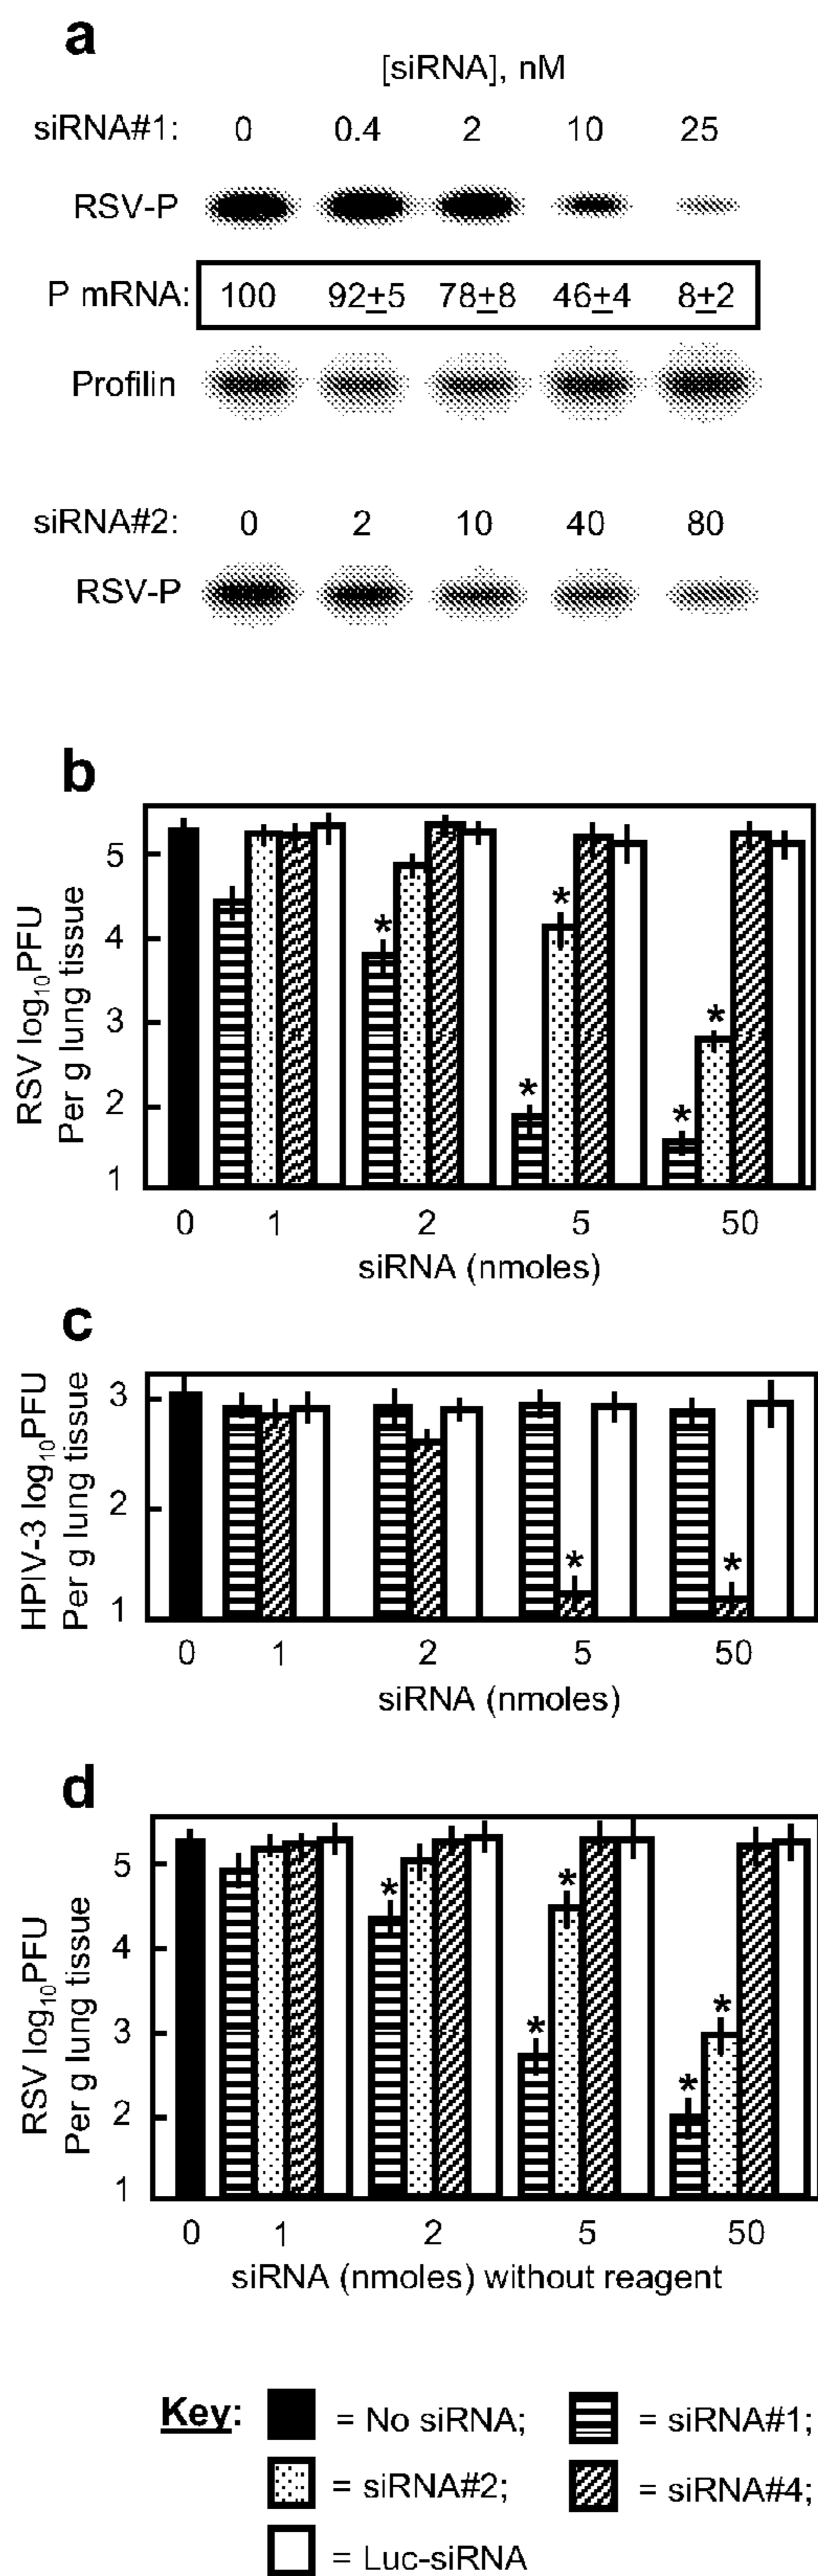 a
[siRNA], nM
siRNA#1: 0 0.4 2 10 25
RSV-P
P mRNA: 100 92±5 78±8 46±4 8±2
Profilin
siRNA#2: 0 2 10 40 80
RSV-P
b
RSV log10PFU
Per g lung tissue
5
4
3
2
1
* * * * *
0 1 2 5 50
siRNA (nmoles)
c
HPIV-3 log10PFU
Per g lung tissue
3
2
1
* *
0 1 2 5 50
siRNA (nmoles)
d
RSV log10PFU
Per g lung tissue
5
4
3
2
1
* * * * *
0 1 2 5 50
siRNA (nmoles) without reagent
Key: = No siRNA; = siRNA#1;
= siRNA#2; = siRNA#4;
= Luc-siRNA